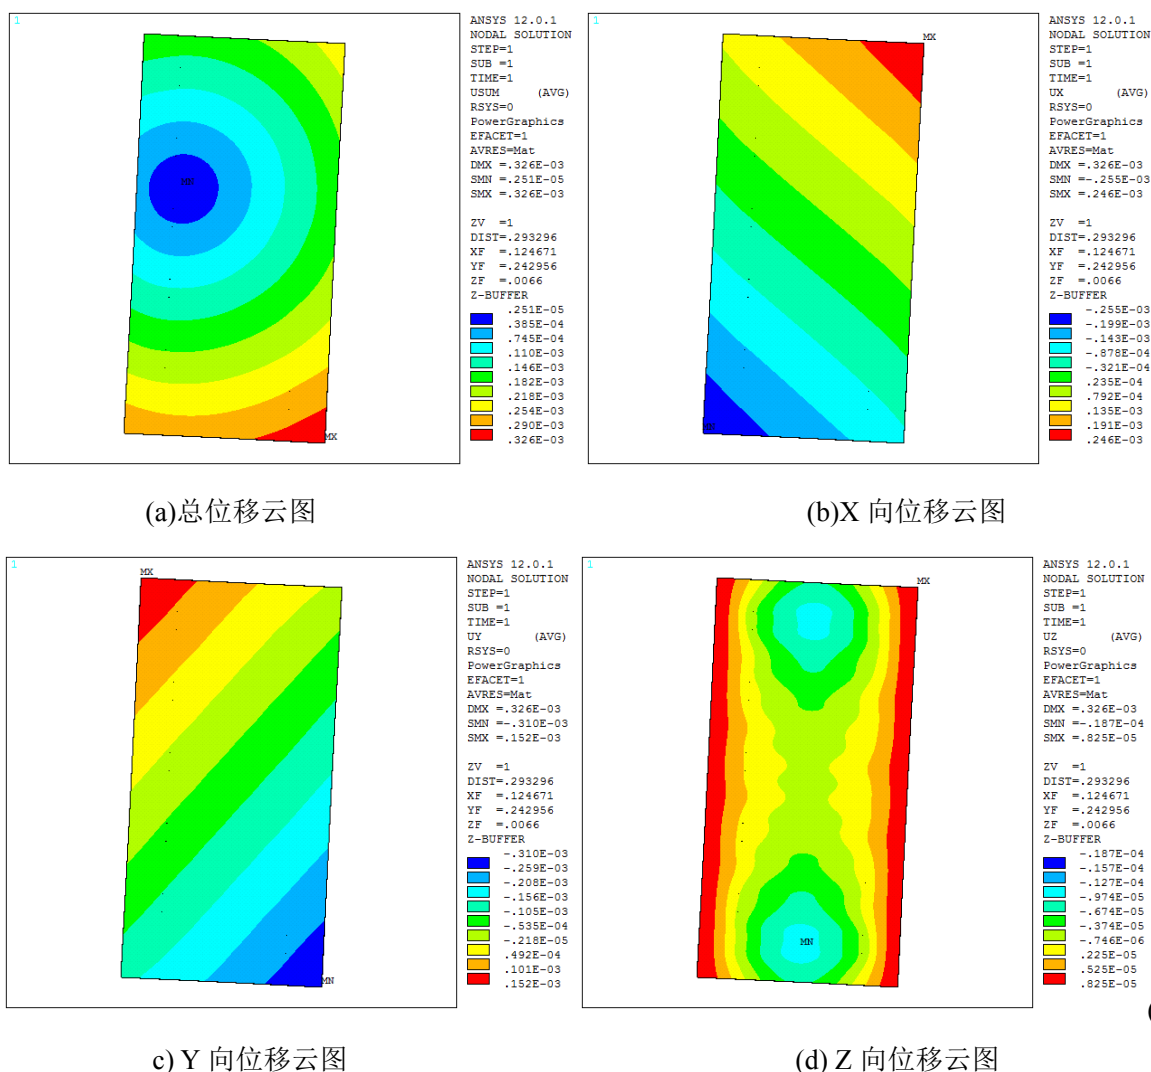 1
MN
MX
ANSYS 12.0.1
NODAL SOLUTION
STEP=1
SUB =1
TIME=1
USUM (AVG)
RSYS=0
PowerGraphics
EFACET=1
AVRES=Mat
DMX =.326E-03
SMN =.251E-05
SMX =.326E-03
ZV =1
DIST=.293296
XF =.124671
YF =.242956
ZF =.0066
Z-BUFFER
.251E-05
.385E-04
.745E-04
.110E-03
.146E-03
.182E-03
.218E-03
.254E-03
.290E-03
.326E-03
(a)总位移云图
1
MX
MN
ANSYS 12.0.1
NODAL SOLUTION
STEP=1
SUB =1
TIME=1
UX (AVG)
RSYS=0
PowerGraphics
EFACET=1
AVRES=Mat
DMX =.326E-03
SMN =-.255E-03
SMX =.246E-03
ZV =1
DIST=.293296
XF =.124671
YF =.242956
ZF =.0066
Z-BUFFER
-.255E-03
-.199E-03
-.143E-03
-.878E-04
-.321E-04
.235E-04
.792E-04
.135E-03
.191E-03
.246E-03
(b)X 向位移云图
1
MX
MN
ANSYS 12.0.1
NODAL SOLUTION
STEP=1
SUB =1
TIME=1
UY (AVG)
RSYS=0
PowerGraphics
EFACET=1
AVRES=Mat
DMX =.326E-03
SMN =-.310E-03
SMX =.152E-03
ZV =1
DIST=.293296
XF =.124671
YF =.242956
ZF =.0066
Z-BUFFER
-.310E-03
-.259E-03
-.208E-03
-.156E-03
-.105E-03
-.535E-04
-.218E-05
.492E-04
.101E-03
.152E-03
c) Y 向位移云图
1
MX
MN
ANSYS 12.0.1
NODAL SOLUTION
STEP=1
SUB =1
TIME=1
UZ (AVG)
RSYS=0
PowerGraphics
EFACET=1
AVRES=Mat
DMX =.326E-03
SMN =-.187E-04
SMX =.825E-05
ZV =1
DIST=.293296
XF =.124671
YF =.242956
ZF =.0066
Z-BUFFER
-.187E-04
-.157E-04
-.127E-04
-.974E-05
-.674E-05
-.374E-05
-.746E-06
.225E-05
.525E-05
.825E-05
(
(d) Z 向位移云图